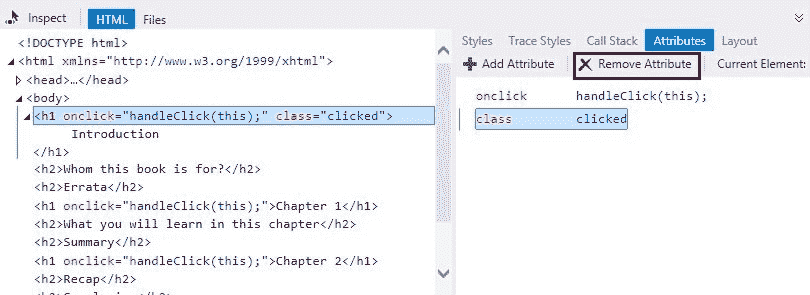 Inspect HTML Files
<!DOCTYPE html>
<html xmlns="http://www.w3.org/1999/xhtml">
<head>…</head>
<body>
<h1 onclick="handleClick(this);" class="clicked">
Introduction
</h1>
<h2>Whom this book is for?</h2>
<h2>Errata</h2>
<h1 onclick="handleClick(this);">Chapter 1</h1>
<h2>What you will learn in this chapter</h2>
<h2>Summary</h2>
<h1 onclick="handleClick(this);">Chapter 2</h1>
<h2>Recap</h2>
Styles Trace Styles Call Stack Attributes Layout
Add Attribute Remove Attribute Current Element:
onclick handleClick(this);
class clicked